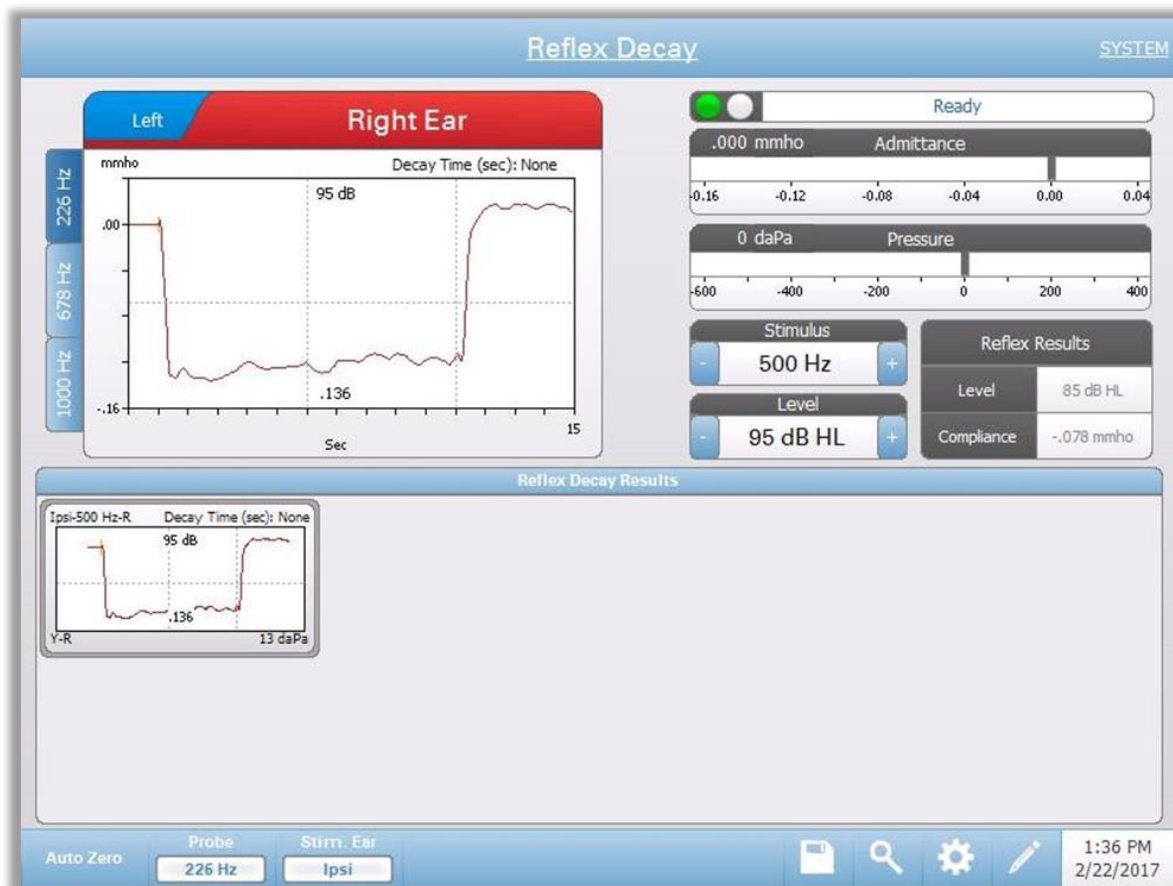 Reflex Decay
SYSTEM
Left
Right Ear
226 Hz
678 Hz
1000 Hz
mmho
Decay Time (sec): None
95 dB
.00
.136
-.16
15
Sec
Ready
.000 mmho Admittance
-0.16 -0.12 -0.08 -0.04 0.00 0.04
0 daPa Pressure
-600 -400 -200 0 200 400
Stimulus
- 500 Hz +
Level
- 95 dB HL +
Reflex Results
Level 85 dB HL
Compliance -.078 mmho
Reflex Decay Results
Ipsi-500 Hz-R Decay Time (sec): None
95 dB
.136
Y-R 13 daPa
Auto Zero
Probe
226 Hz
Stim. Ear
Ipsi
1:36 PM
2/22/2017